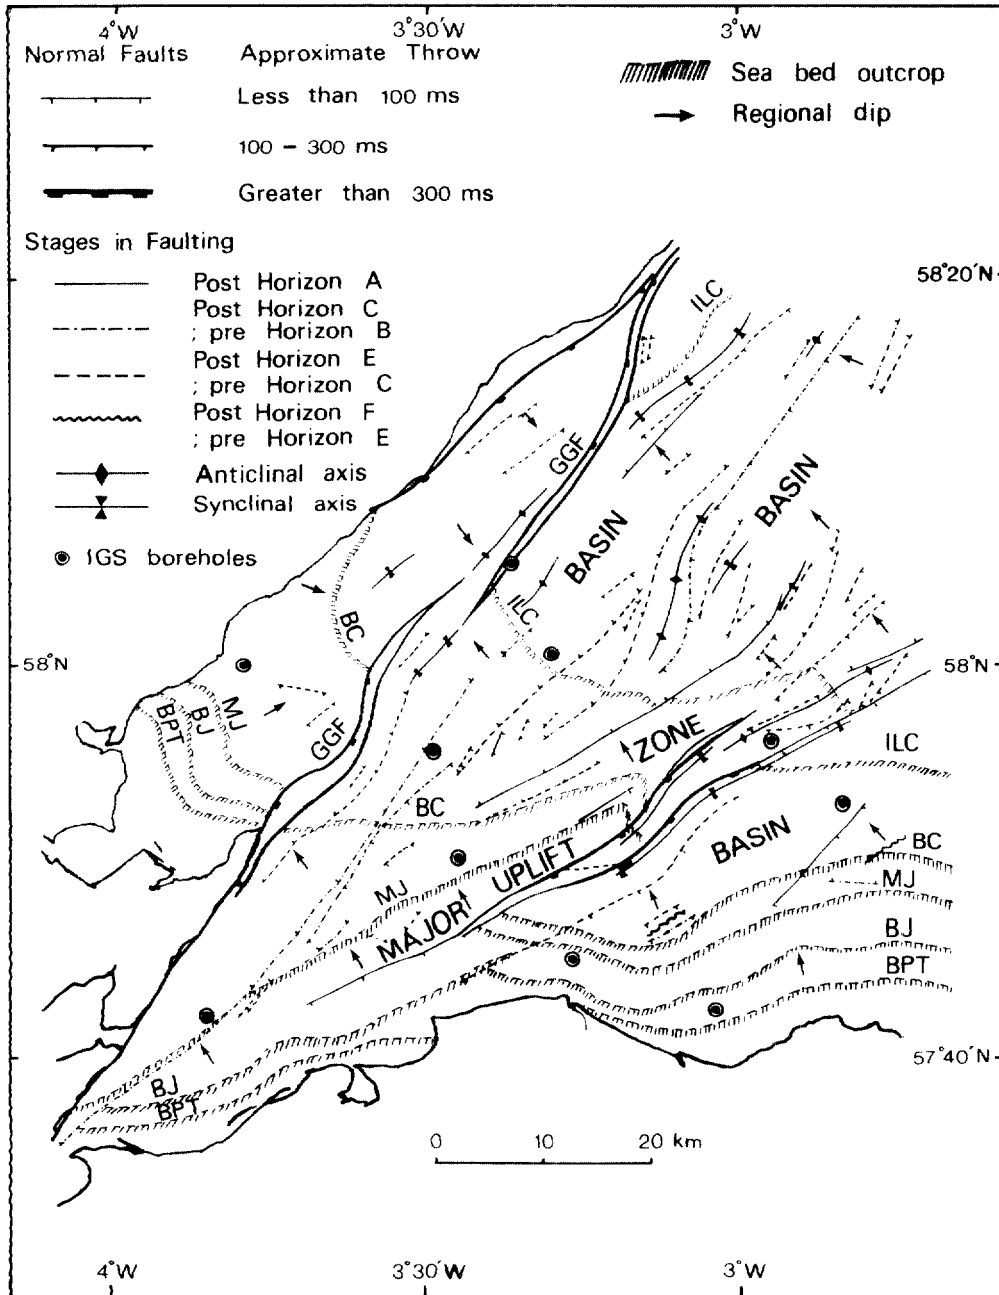 4°W 3°30'W 3°W
Normal Faults Approximate Throw
Less than 100 ms
100 – 300 ms
Greater than 300 ms
Sea bed outcrop
Regional dip
Stages in Faulting
Post Horizon A
Post Horizon C
; pre Horizon B
Post Horizon E
; pre Horizon C
Post Horizon F
; pre Horizon E
Anticlinal axis
Synclinal axis
IGS boreholes
58°20'N
ILC
GGF
BASIN
BASIN
ILC
BC
58°N
58°N
MJ
BJ
BPT
GGF
ZONE
ILC
BC
BASIN
UPLIFT
MAJOR
MJ
BC
MJ
BJ
BPT
57°40'N
BJ
BPT
0 10 20 km
4°W 3°30'W 3°W